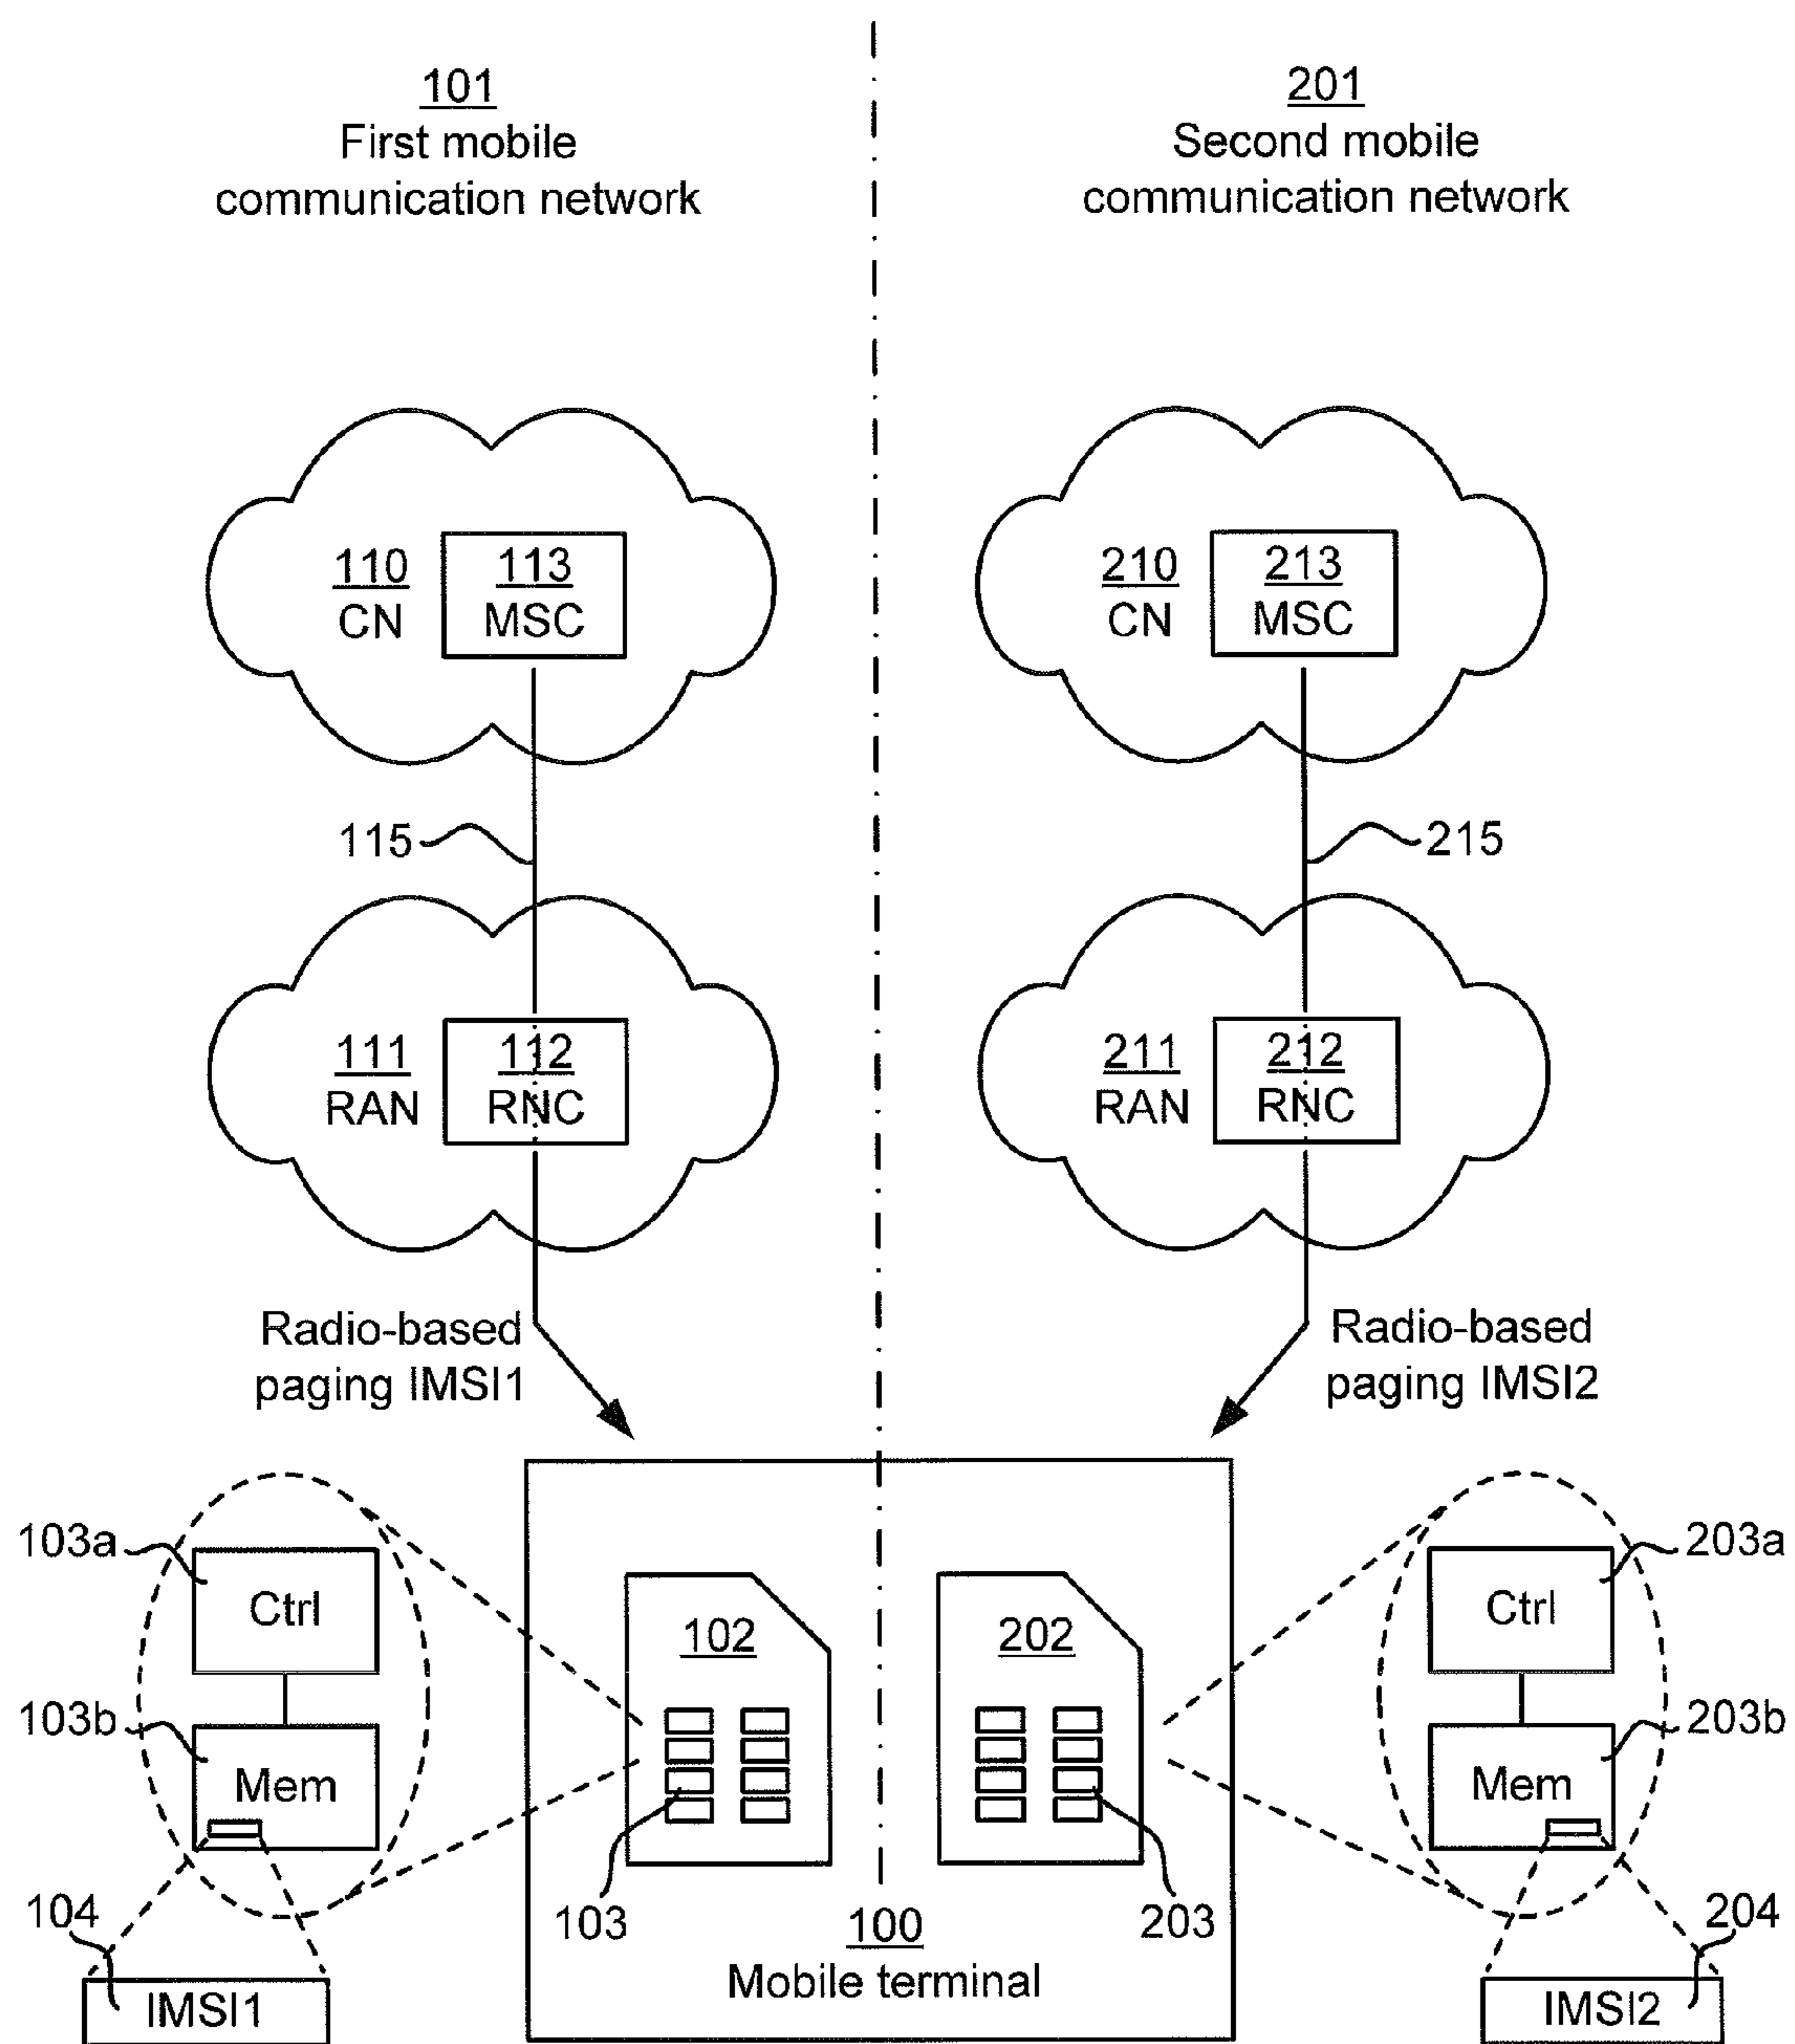 101
First mobile
communication network
201
Second mobile
communication network
110
CN
113
MSC
210
CN
213
MSC
115
215
111
RAN
112
RNC
211
RAN
212
RNC
Radio-based
paging IMSI1
Radio-based
paging IMSI2
103a
Ctrl
103b
Mem
104
IMSI1
102
103
202
203
100
Mobile terminal
203a
Ctrl
203b
Mem
204
IMSI2